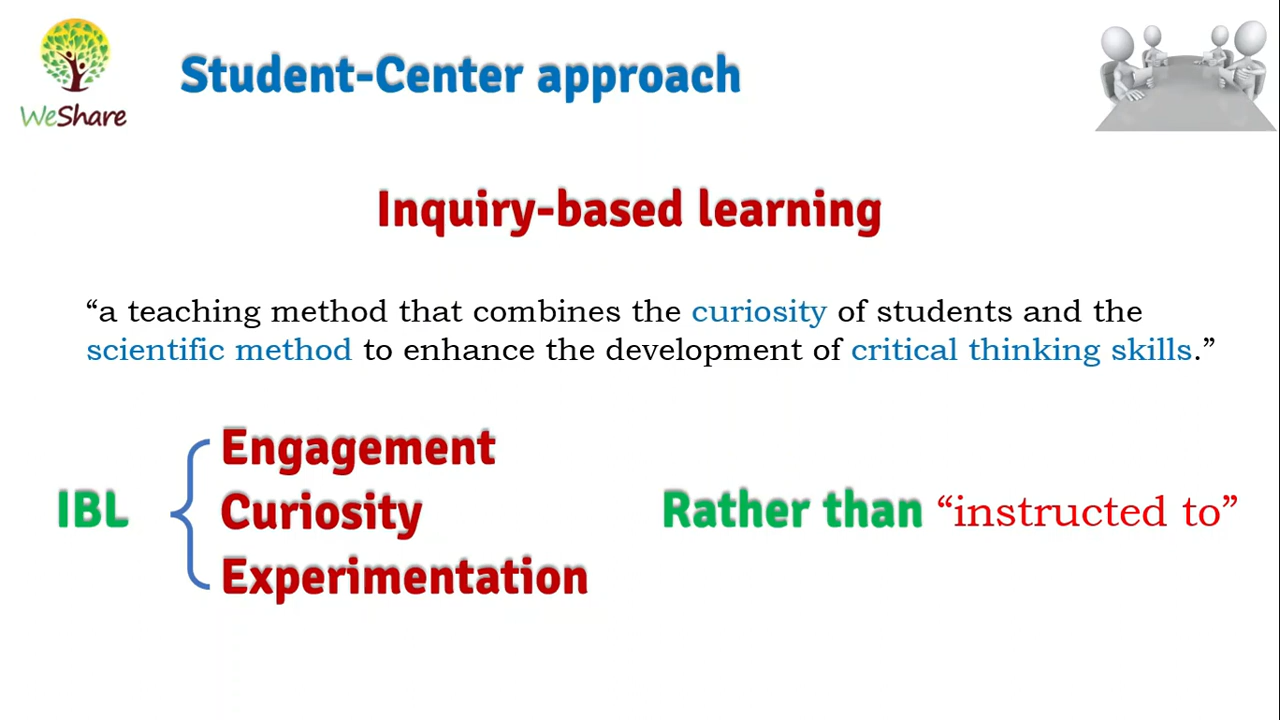 WeShare
Student-Center approach
Inquiry-based learning
“a teaching method that combines the curiosity of students and the
scientific method to enhance the development of critical thinking skills.”
IBL
Engagement
Curiosity
Experimentation
Rather than “instructed to”